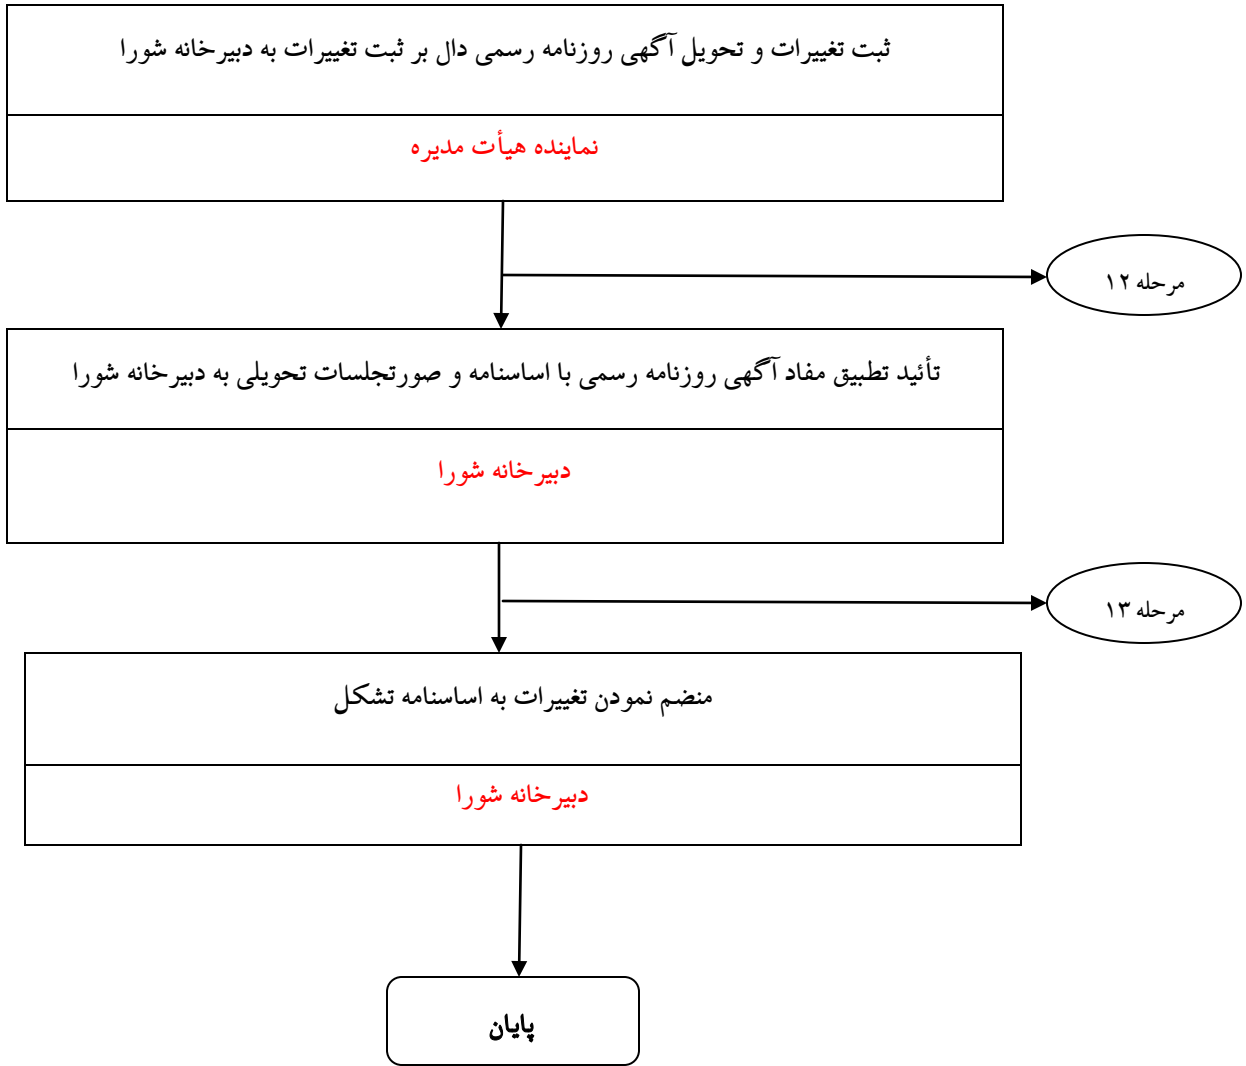 ثبت تغییرات و تحویل آگهی روزنامه رسمی دال بر ثبت تغییرات به دبیرخانه شورا
نماینده هیأت مدیره
مرحله ۱۲
تأئید تطبیق مفاد آگهی روزنامه رسمی با اساسنامه و صورتجلسات تحویلی به دبیرخانه شورا
دبیرخانه شورا
مرحله ۱۳
منضم نمودن تغییرات به اساسنامه تشکل
دبیرخانه شورا
پایان